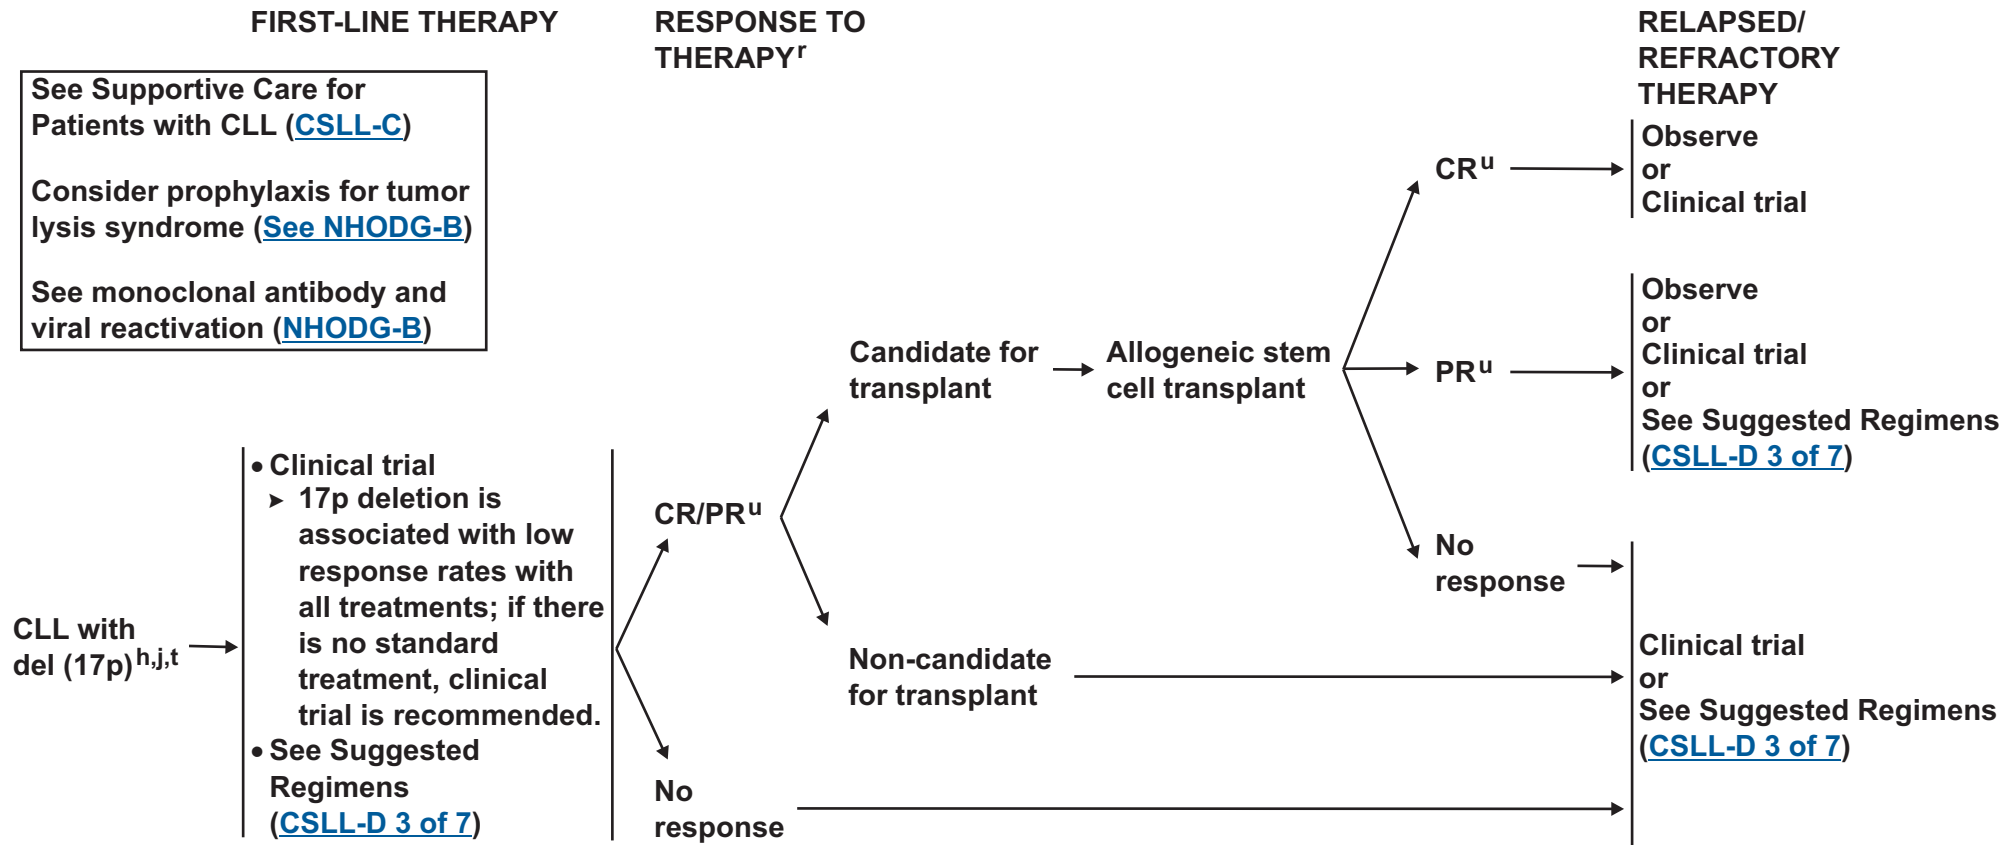 FIRST-LINE THERAPY
RESPONSE TO
THERAPYr
RELAPSED/
REFRACTORY
THERAPY
See Supportive Care for
Patients with CLL (CSLL-C)
Consider prophylaxis for tumor
lysis syndrome (See NHODG-B)
See monoclonal antibody and
viral reactivation (NHODG-B)
CLL with
del (17p)h,j,t
• Clinical trial
➤ 17p deletion is
associated with low
response rates with
all treatments; if there
is no standard
treatment, clinical
trial is recommended.
• See Suggested
Regimens
(CSLL-D 3 of 7)
CR/PRu
No
response
Candidate for
transplant
Non-candidate
for transplant
Allogeneic stem
cell transplant
CRu
PRu
No
response
Observe
or
Clinical trial
Observe
or
Clinical trial
or
See Suggested Regimens
(CSLL-D 3 of 7)
Clinical trial
or
See Suggested Regimens
(CSLL-D 3 of 7)